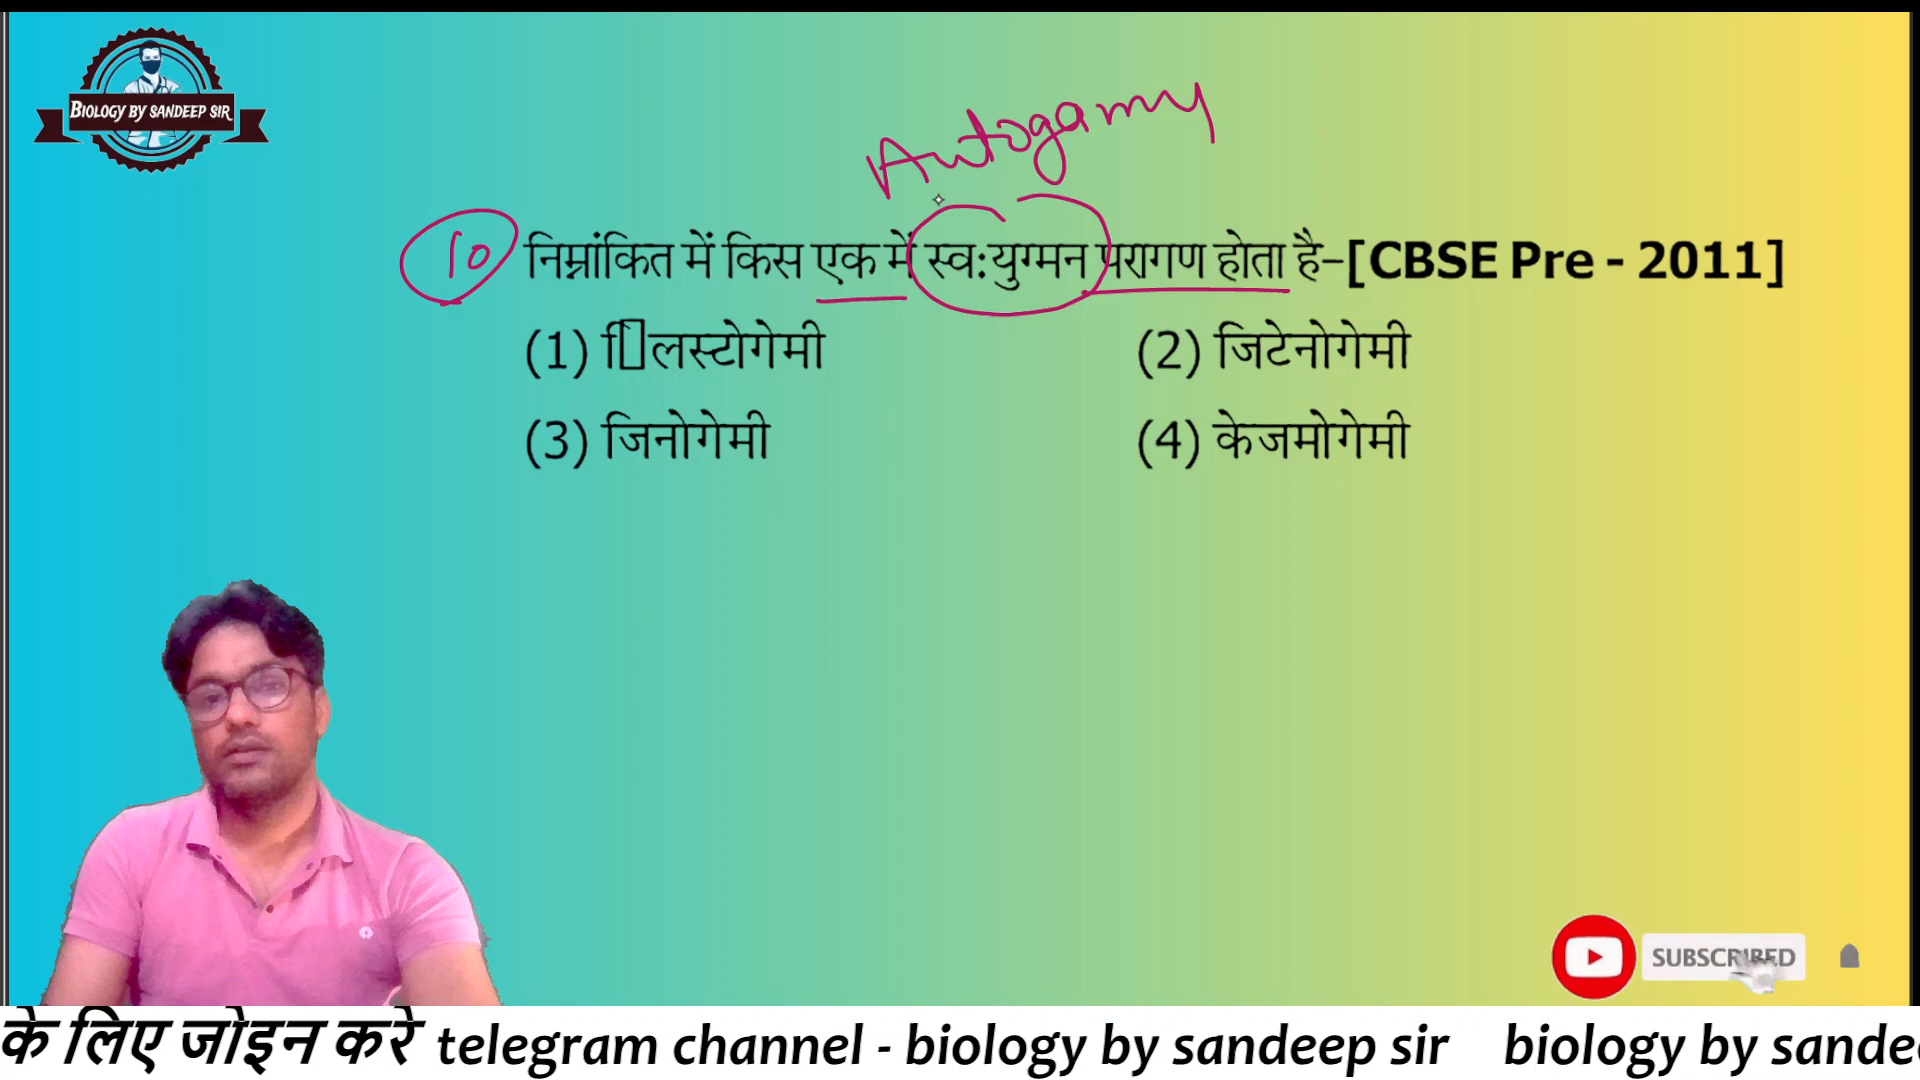 BIOLOGY BY SANDEEP SIR
Autogamy
10 निम्नांकित में किस एक में स्वःयुग्मन परागण होता है–[CBSE Pre - 2011]
(1) ि□लस्टोगेमी (2) जिटेनोगेमी
(3) जिनोगेमी (4) केजमोगेमी
SUBSCRIBED
के लिए जोइन करे telegram channel - biology by sandeep sir biology by sande